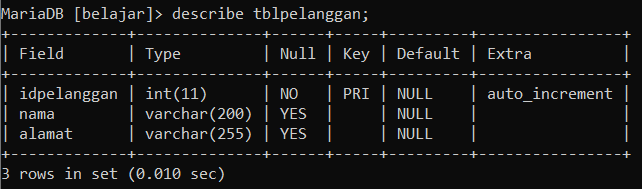 MariaDB [belajar]> describe tblpelanggan;
+-------------+--------------+------+-----+---------+----------------+
| Field       | Type         | Null | Key | Default | Extra          |
+-------------+--------------+------+-----+---------+----------------+
| idpelanggan | int(11)      | NO   | PRI | NULL    | auto_increment |
| nama        | varchar(200) | YES  |     | NULL    |                |
| alamat      | varchar(255) | YES  |     | NULL    |                |
+-------------+--------------+------+-----+---------+----------------+
3 rows in set (0.010 sec)